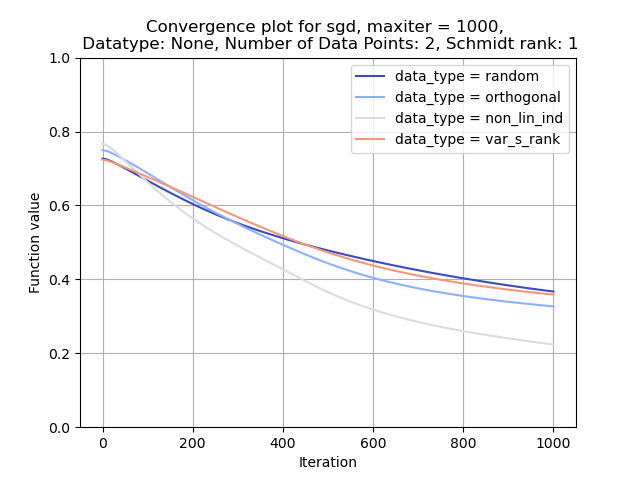 Convergence plot for sgd, maxiter = 1000,
Datatype: None, Number of Data Points: 2, Schmidt rank: 1
data_type = random
data_type = orthogonal
data_type = non_lin_ind
data_type = var_s_rank
Function value
1.0
0.8
0.6
0.4
0.2
0.0
0 200 400 600 800 1000
Iteration